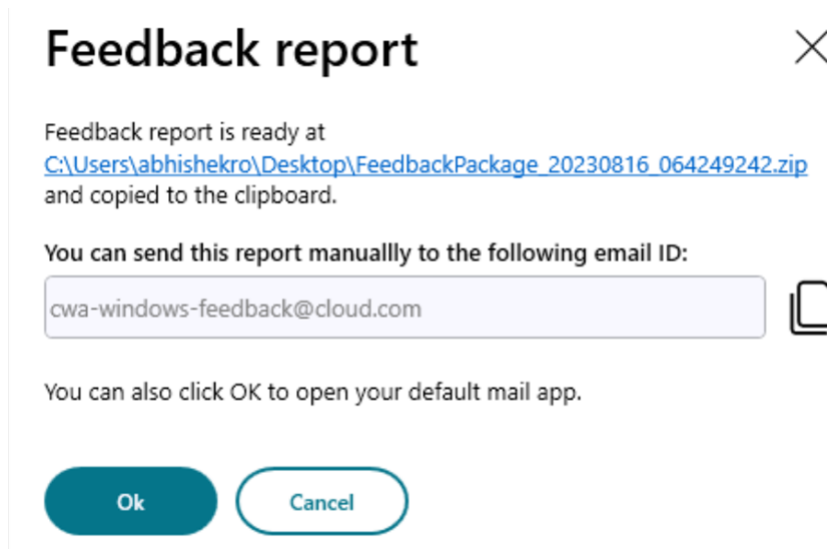 Feedback report
Feedback report is ready at
C:\Users\abhishekro\Desktop\FeedbackPackage_20230816_064249242.zip
and copied to the clipboard.
You can send this report manuallly to the following email ID:
cwa-windows-feedback@cloud.com
You can also click OK to open your default mail app.
Ok
Cancel